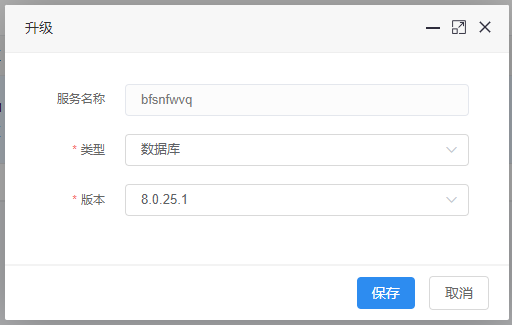 升级
服务名称 bfsnfwvq
* 类型 数据库
* 版本 8.0.25.1
保存 取消